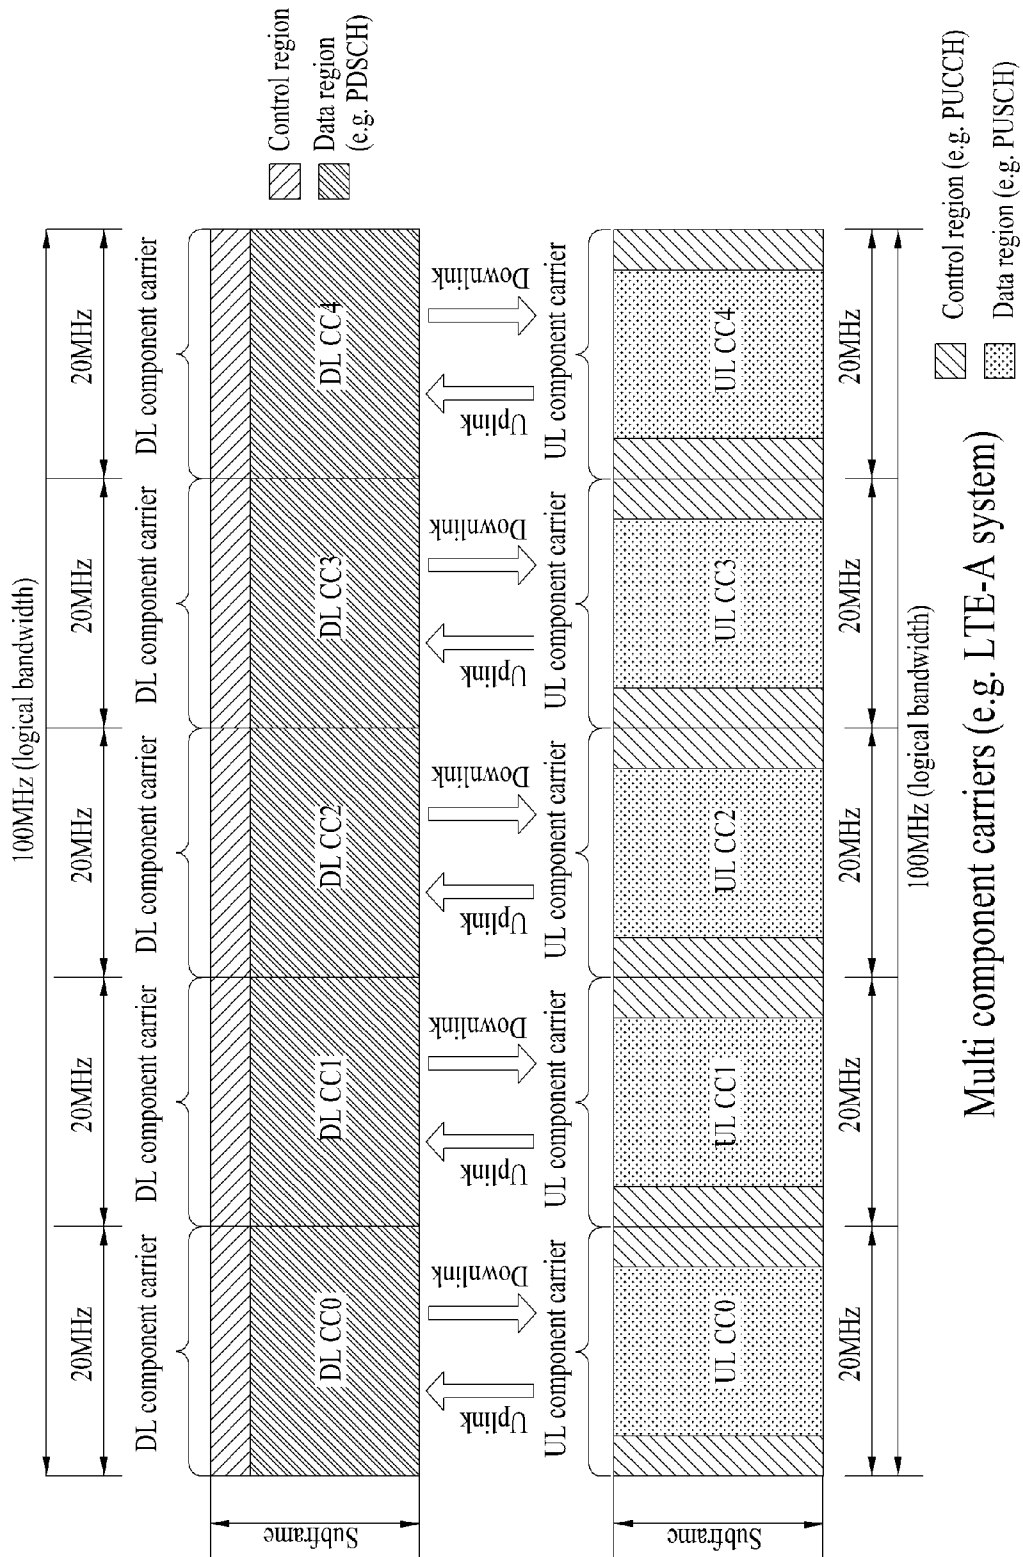 100MHz (logical bandwidth)
20MHz
20MHz
20MHz
20MHz
20MHz
DL component carrier
DL component carrier
DL component carrier
DL component carrier
DL component carrier
Control region
Data region
(e.g. PDSCH)
Subframe
DL CC0
DL CC1
DL CC2
DL CC3
DL CC4
Uplink
Downlink
Uplink
Downlink
Uplink
Downlink
Uplink
Downlink
Uplink
Downlink
UL component carrier
UL component carrier
UL component carrier
UL component carrier
UL component carrier
Subframe
UL CC0
UL CC1
UL CC2
UL CC3
UL CC4
20MHz
20MHz
20MHz
20MHz
20MHz
100MHz (logical bandwidth)
Control region (e.g. PUCCH)
Data region (e.g. PUSCH)
Multi component carriers (e.g. LTE-A system)